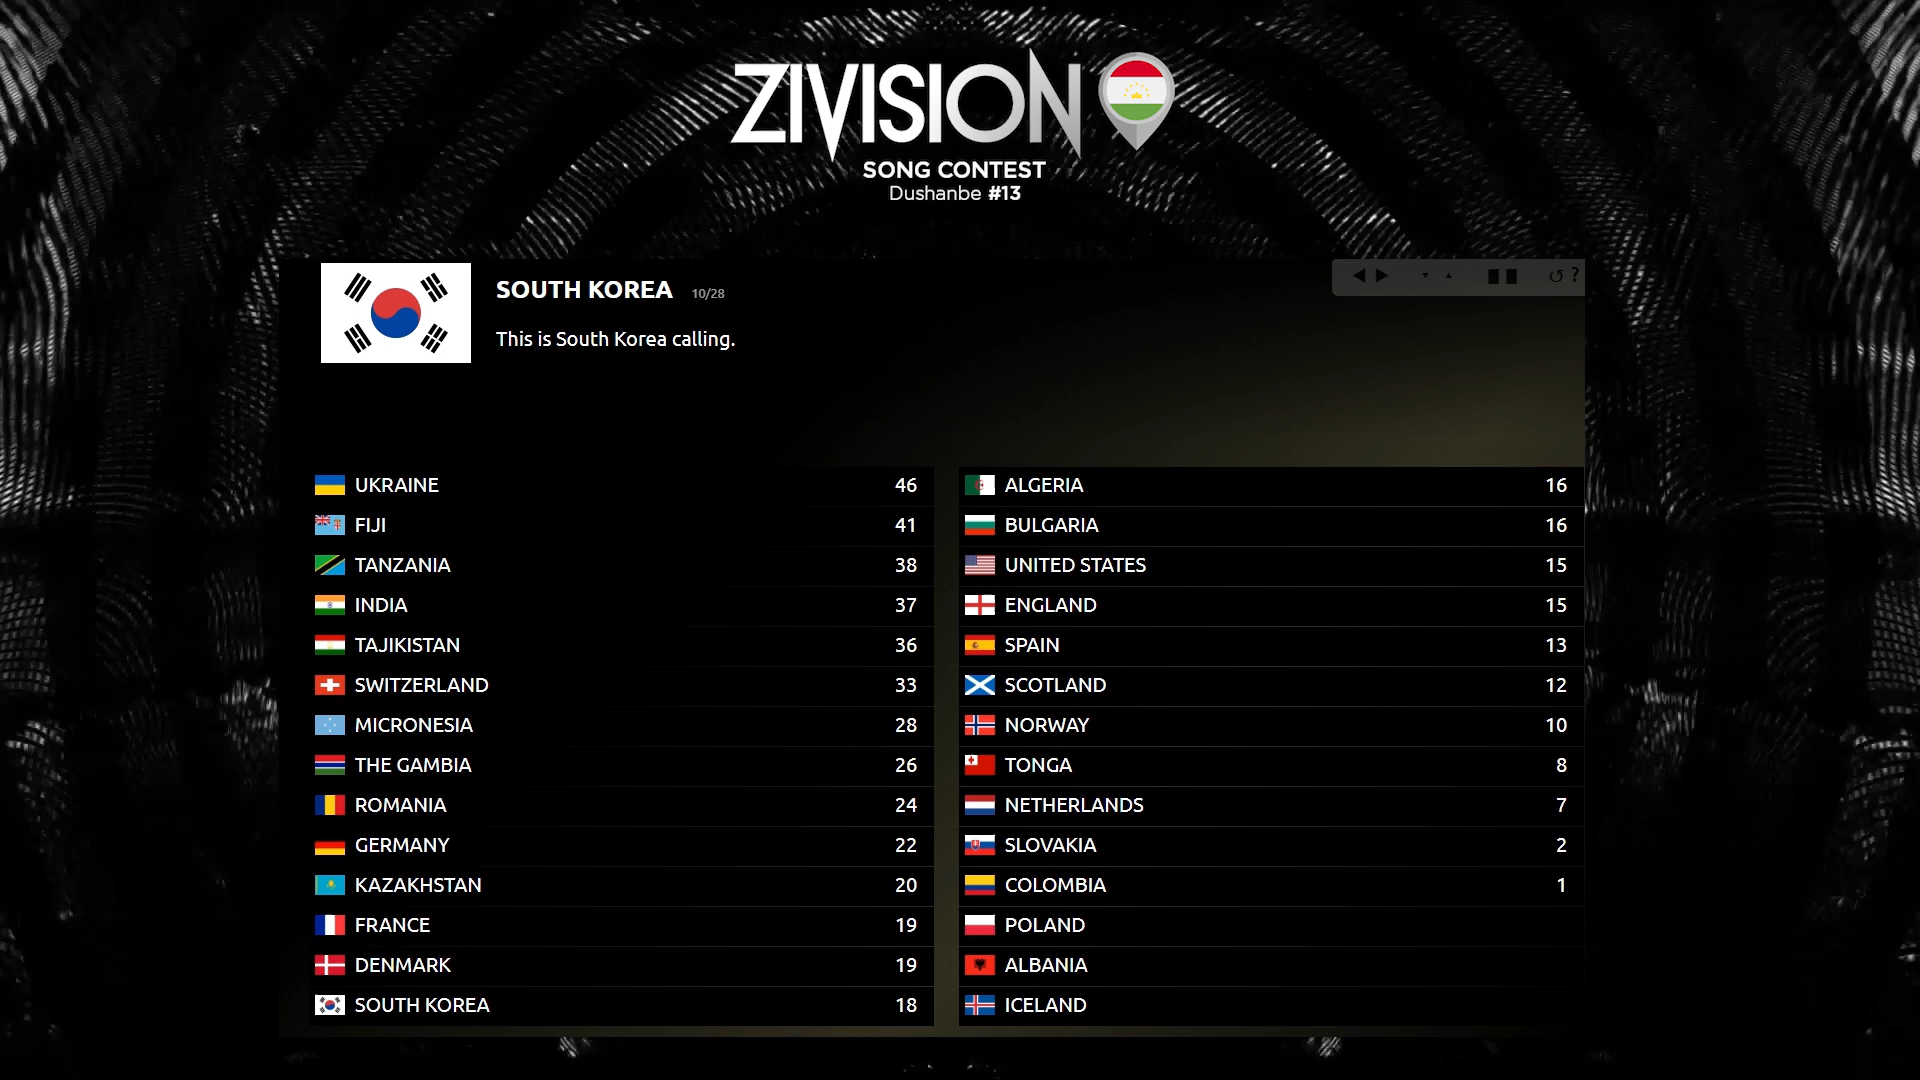 ZIVISION
SONG CONTEST
Dushanbe #13
SOUTH KOREA 10/28
This is South Korea calling.
?
UKRAINE 46
FIJI 41
TANZANIA 38
INDIA 37
TAJIKISTAN 36
SWITZERLAND 33
MICRONESIA 28
THE GAMBIA 26
ROMANIA 24
GERMANY 22
KAZAKHSTAN 20
FRANCE 19
DENMARK 19
SOUTH KOREA 18
ALGERIA 16
BULGARIA 16
UNITED STATES 15
ENGLAND 15
SPAIN 13
SCOTLAND 12
NORWAY 10
TONGA 8
NETHERLANDS 7
SLOVAKIA 2
COLOMBIA 1
POLAND
ALBANIA
ICELAND